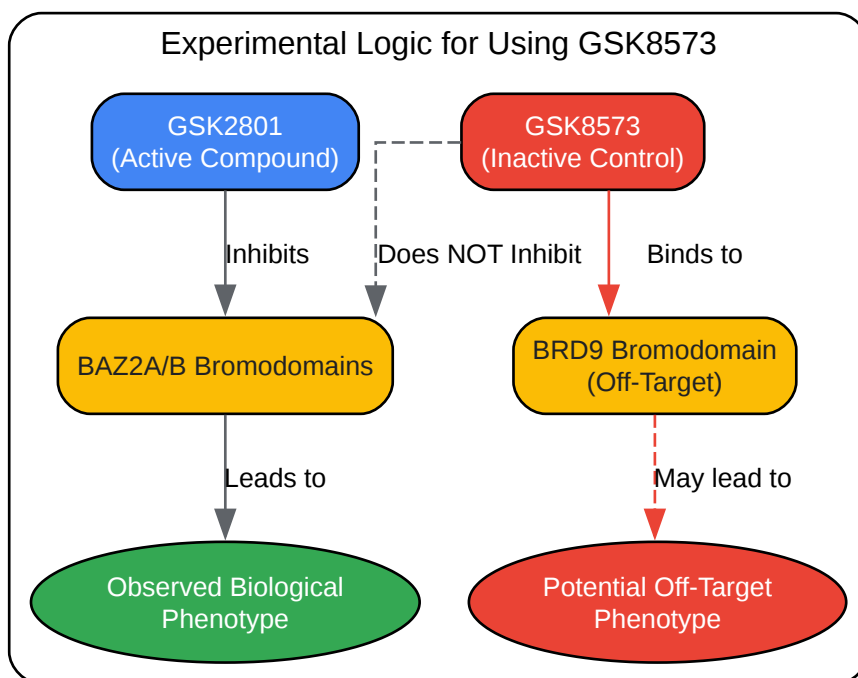 Experimental Logic for Using GSK8573
GSK2801
(Active Compound)
GSK8573
(Inactive Control)
Inhibits
Does NOT Inhibit
Binds to
BAZ2A/B Bromodomains
BRD9 Bromodomain
(Off-Target)
Leads to
May lead to
Observed Biological
Phenotype
Potential Off-Target
Phenotype